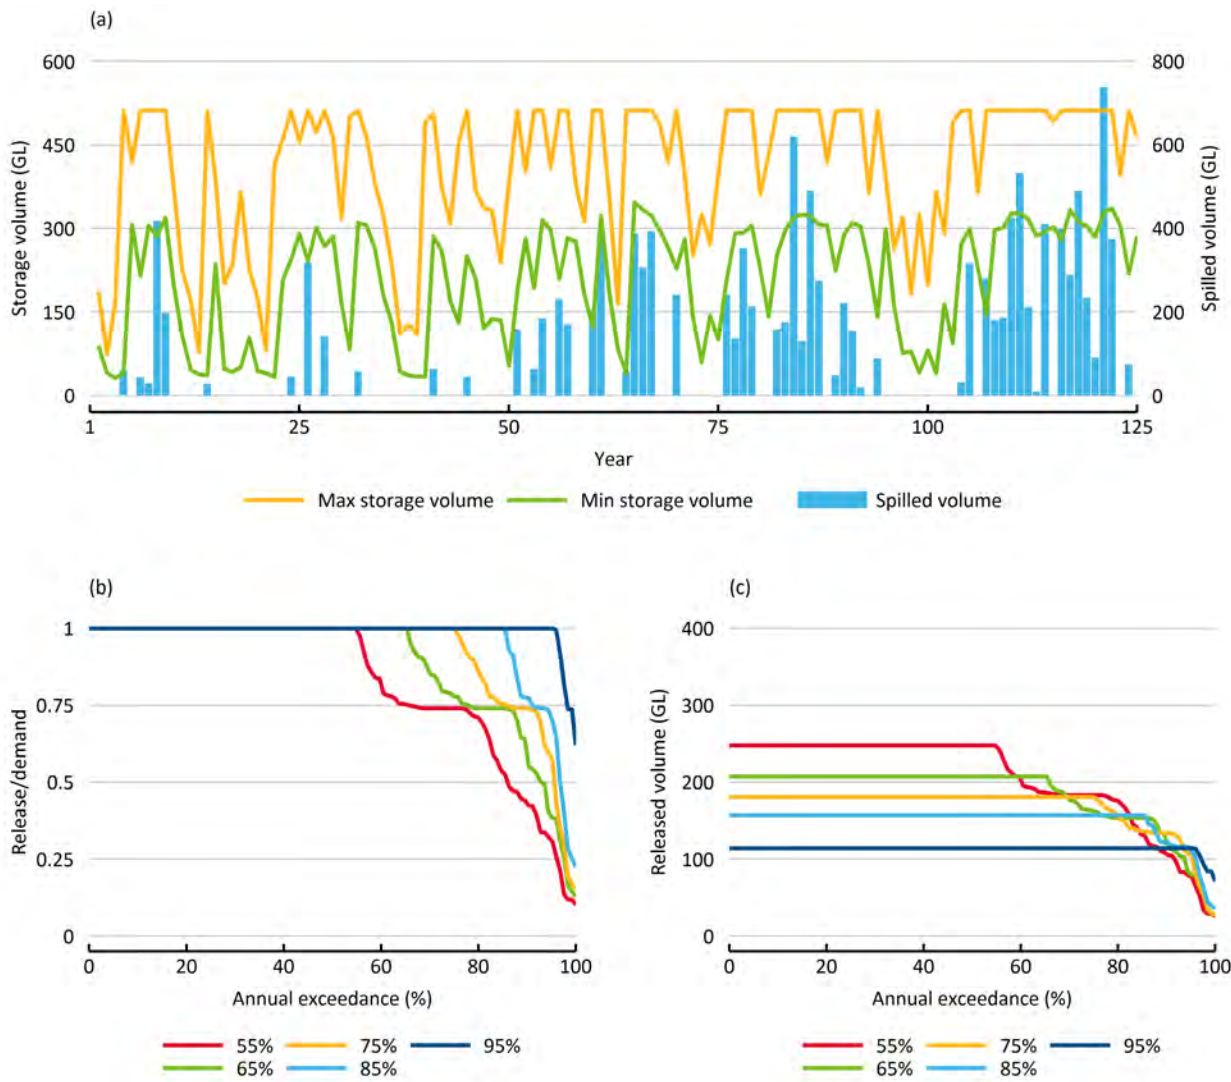 (a)
600 800
450 600
300 400
150 200
0 0
Storage volume (GL)
Spilled volume (GL)
1 25 50 75 100 125
Year
Max storage volume Min storage volume Spilled volume
(b)
1
0.75
0.5
0.25
0
Release/demand
0 20 40 60 80 100
Annual exceedance (%)
55% 75% 95%
65% 85%
(c)
400
300
200
100
0
Released volume (GL)
0 20 40 60 80 100
Annual exceedance (%)
55% 75% 95%
65% 85%